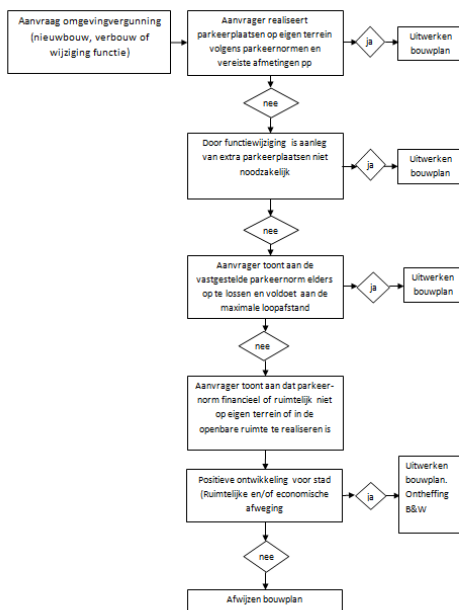 Aanvraag omgevingvergunning
(nieuwbouw, verbouw of
wijziging functie)
Aanvrager realiseert
parkeerplaatsen op eigen terrein
volgens parkeernormen en
vereiste afmetingen pp
ja
Uitwerken
bouwplan
nee
Door functiewijziging is aanleg
van extra parkeerplaatsen niet
noodzakelijk
ja
Uitwerken
bouwplan
nee
Aanvrager toont aan de
vastgestelde parkeernorm elders
op te lossen en voldoet aan de
maximale loopafstand
ja
Uitwerken
bouwplan
nee
Aanvrager toont aan dat parkeer-
norm financieel of ruimtelijk niet
op eigen terrein of in de
openbare ruimte te realiseren is
Positieve ontwikkeling voor stad
(Ruimtelijke en/of economische
afweging
ja
Uitwerken
bouwplan.
Ontheffing
B&W
nee
Afwijzen bouwplan